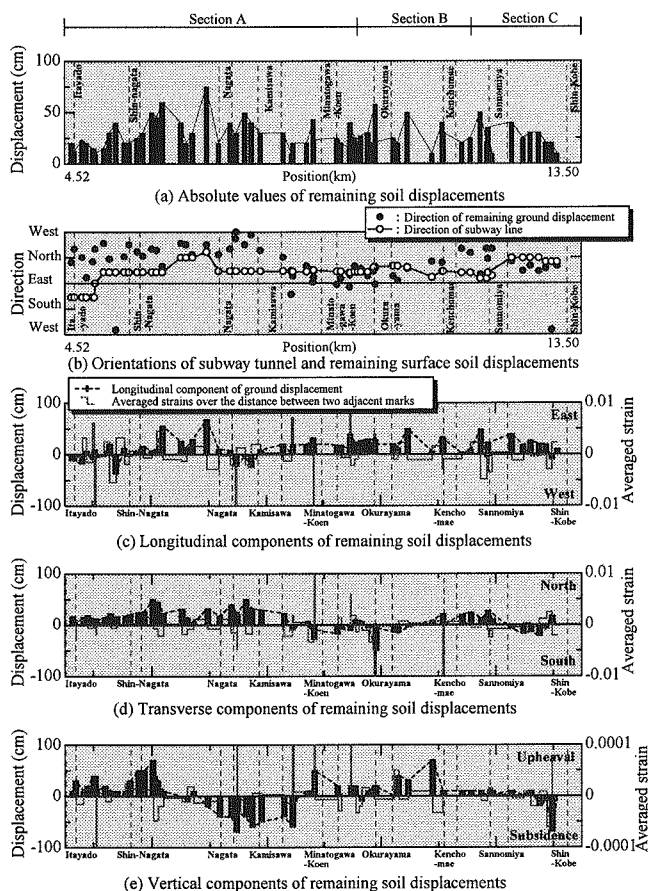 Section A Section B Section C
Displacement (cm)
100
50
0
Itayado
Shin-nagata
Nagata
Kamisawa
Minatogawa
-Koen
Okurayama
Kenchomae
Sannomiya
Shin-Kobe
4.52 Position(km) 13.50
(a) Absolute values of remaining soil displacements
● : Direction of remaining ground displacement
: Direction of subway line
Direction
West
North
East
South
West
Ita
-yado
Shin
-Nagata
Nagata
Kamisawa
Minato
-gawa
-Koen
Okura
-yama
Kenchomae
Sannomiya
Shin-Kobe
4.52 Position(km) 13.50
(b) Orientations of subway tunnel and remaining surface soil displacements
Longitudinal component of ground displacement
Averaged strains over the distance between two adjacent marks
Displacement (cm)
100
0
-100
East
West
0.01
0
-0.01
Averaged strain
Itayado Shin-Nagata Nagata Kamisawa Minatogawa Okurayama Kencho Sannomiya Shin
-Koen -mae -Kobe
(c) Longitudinal components of remaining soil displacements
Displacement (cm)
100
0
-100
North
South
0.01
0
-0.01
Averaged strain
Itayado Shin-Nagata Nagata Kamisawa Minatogawa Okurayama Kencho Sannomiya Shin
-Koen -mae -Kobe
(d) Transverse components of remaining soil displacements
Displacement (cm)
100
0
-100
Upheaval
Subsidence
0.0001
0
-0.0001
Averaged strain
Itayado Shin-Nagata Nagata Kamisawa Minatogawa Okurayama Kencho Sannomiya Shin
-Koen -mae -Kobe
(e) Vertical components of remaining soil displacements